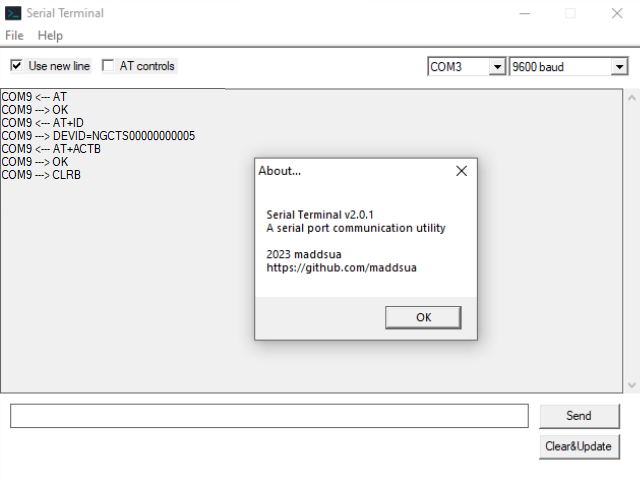 Serial Terminal
File Help
Use new line AT controls COM3 9600 baud
COM9 <--- AT
COM9 ---> OK
COM9 <--- AT+ID
COM9 ---> DEVID=NGCTS00000000005
COM9 <--- AT+ACTB
COM9 ---> OK
COM9 ---> CLRB
About...
Serial Terminal v2.0.1
A serial port communication utility
2023 maddsua
https://github.com/maddsua
OK
Send
Clear&Update